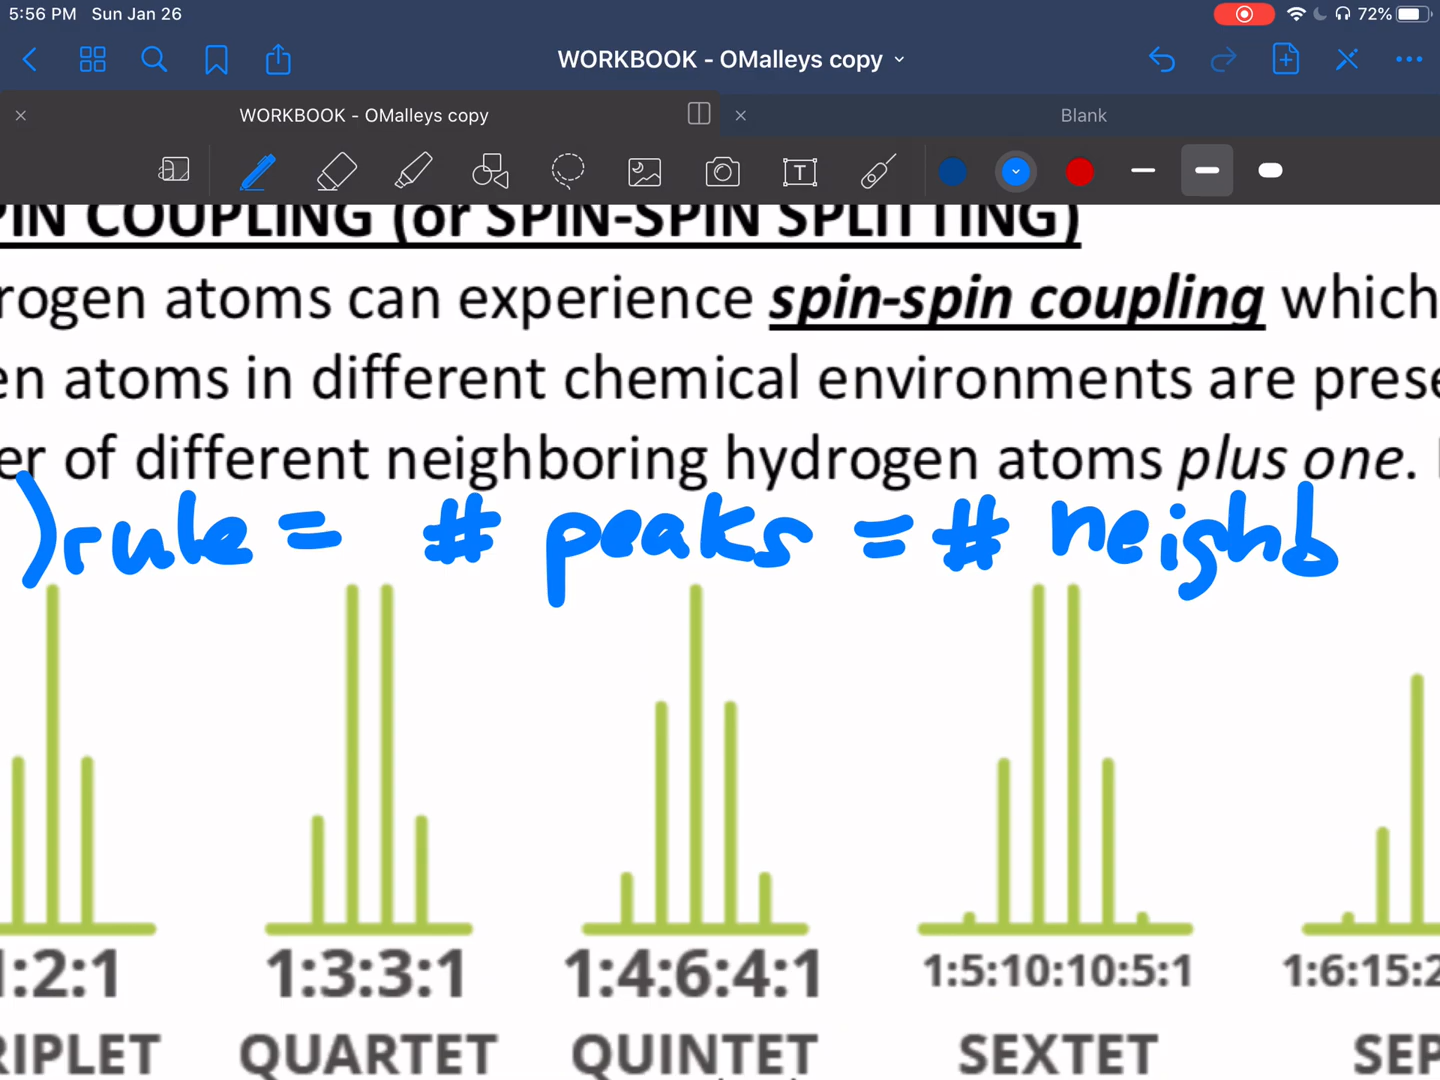 5:56 PM Sun Jan 26 72%
WORKBOOK - OMalleys copy
WORKBOOK - OMalleys copy Blank
PIN COUPLING (or SPIN-SPIN SPLITTING)
rogen atoms can experience spin-spin coupling which
en atoms in different chemical environments are prese
er of different neighboring hydrogen atoms plus one.
) rule = # peaks = # neighb
1:2:1 1:3:3:1 1:4:6:4:1 1:5:10:10:5:1 1:6:15:2
RIPLET QUARTET QUINTET SEXTET SEP